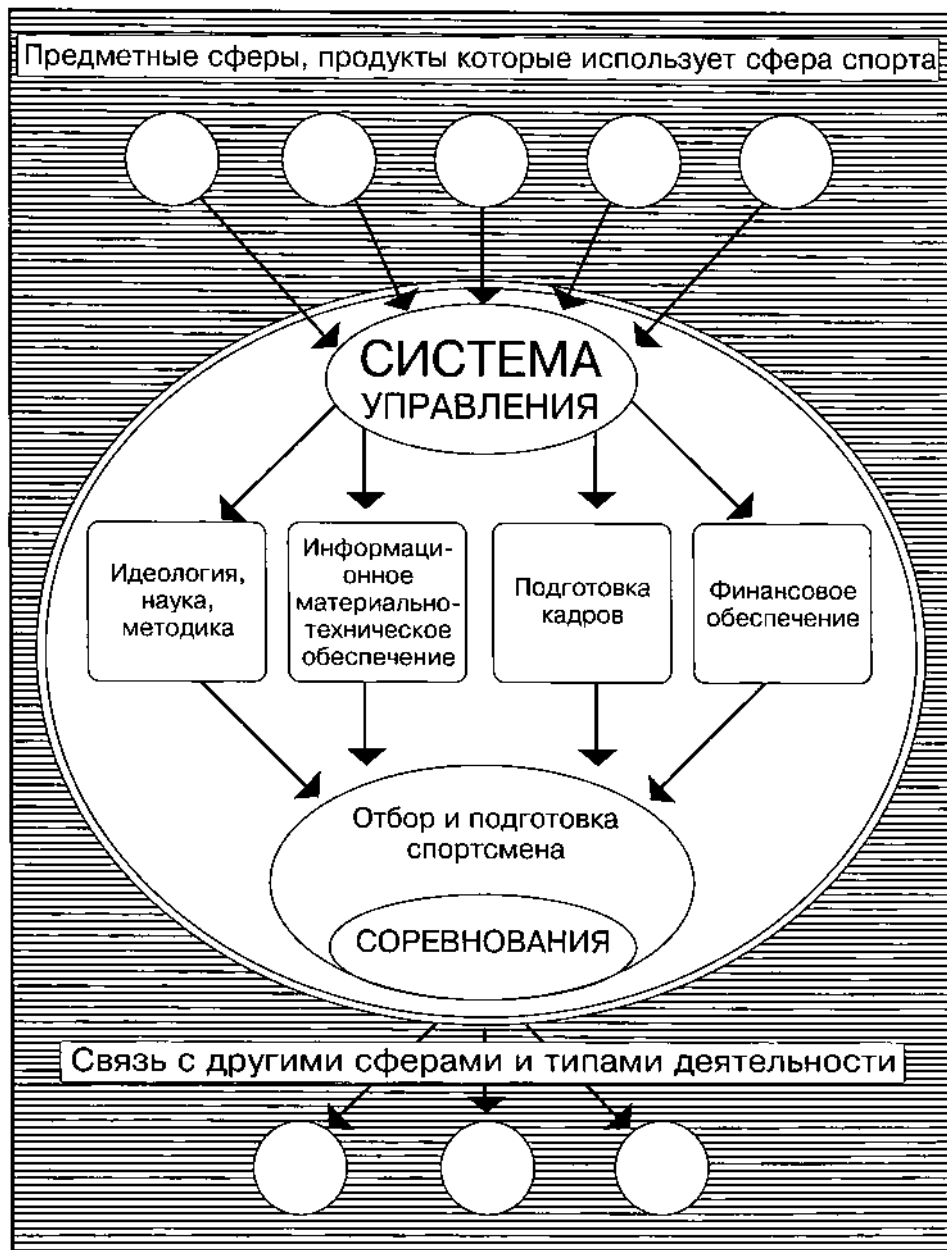 Предметные сферы, продукты которые использует сфера спорта
СИСТЕМА
УПРАВЛЕНИЯ
Идеология,
наука,
методика
Информаци-
онное
материально-
техническое
обеспечение
Подготовка
кадров
Финансовое
обеспечение
Отбор и подготовка
спортсмена
СОРЕВНОВАНИЯ
Связь с другими сферами и типами деятельности